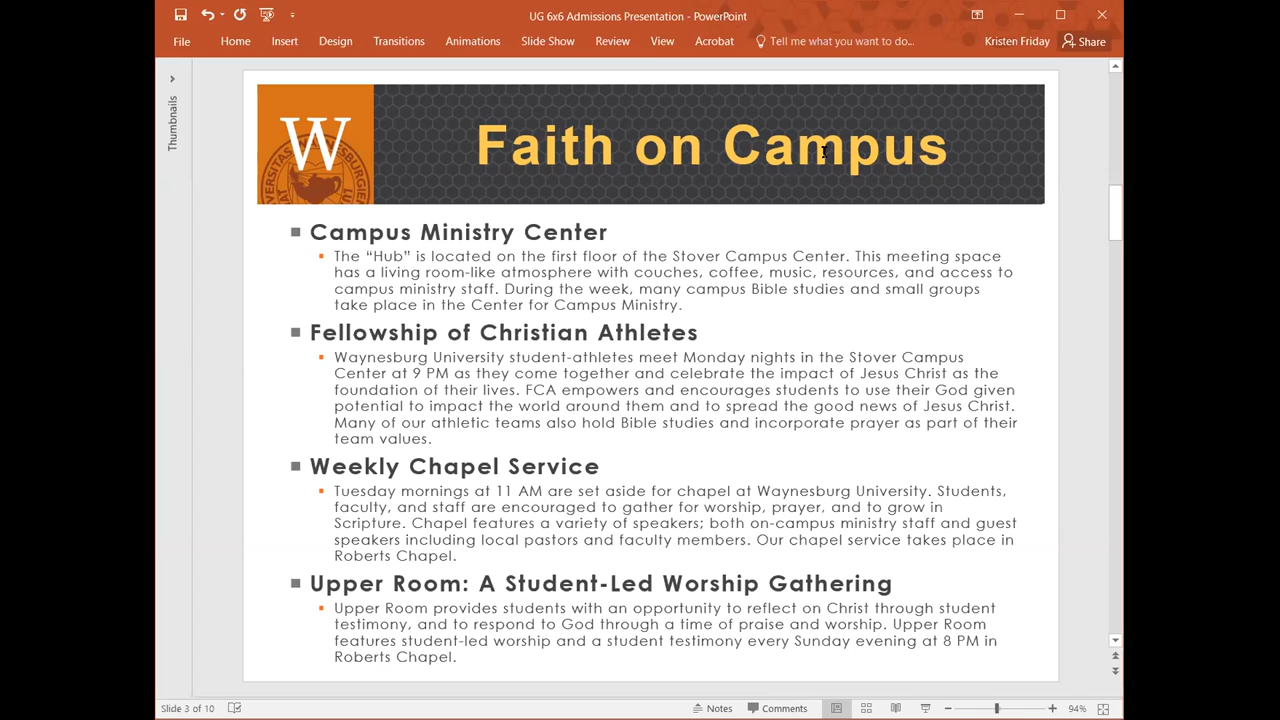 UG 6x6 Admissions Presentation - PowerPoint
File Home Insert Design Transitions Animations Slide Show Review View Acrobat Tell me what you want to do... Kristen Friday Share
Thumbnails
W
Faith on Campus
Campus Ministry Center
The “Hub” is located on the first floor of the Stover Campus Center. This meeting space
has a living room-like atmosphere with couches, coffee, music, resources, and access to
campus ministry staff. During the week, many campus Bible studies and small groups
take place in the Center for Campus Ministry.
Fellowship of Christian Athletes
Waynesburg University student-athletes meet Monday nights in the Stover Campus
Center at 9 PM as they come together and celebrate the impact of Jesus Christ as the
foundation of their lives. FCA empowers and encourages students to use their God given
potential to impact the world around them and to spread the good news of Jesus Christ.
Many of our athletic teams also hold Bible studies and incorporate prayer as part of their
team values.
Weekly Chapel Service
Tuesday mornings at 11 AM are set aside for chapel at Waynesburg University. Students,
faculty, and staff are encouraged to gather for worship, prayer, and to grow in
Scripture. Chapel features a variety of speakers; both on-campus ministry staff and guest
speakers including local pastors and faculty members. Our chapel service takes place in
Roberts Chapel.
Upper Room: A Student-Led Worship Gathering
Upper Room provides students with an opportunity to reflect on Christ through student
testimony, and to respond to God through a time of praise and worship. Upper Room
features student-led worship and a student testimony every Sunday evening at 8 PM in
Roberts Chapel.
Slide 3 of 10 Notes Comments 94%